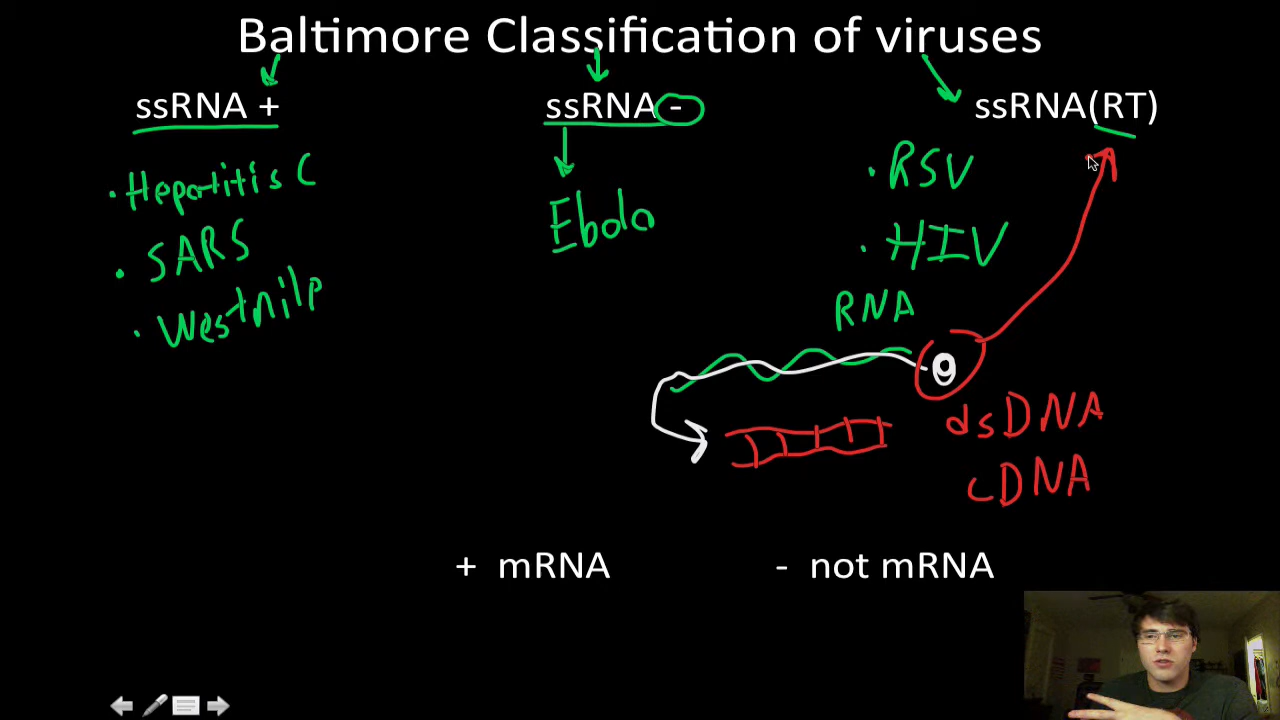 Baltimore Classification of viruses
ssRNA +
ssRNA -
ssRNA(RT)
· Hepatitis C
· SARS
· Westnile
Ebola
· RSV
· HIV
RNA
dsDNA
cDNA
+ mRNA
- not mRNA